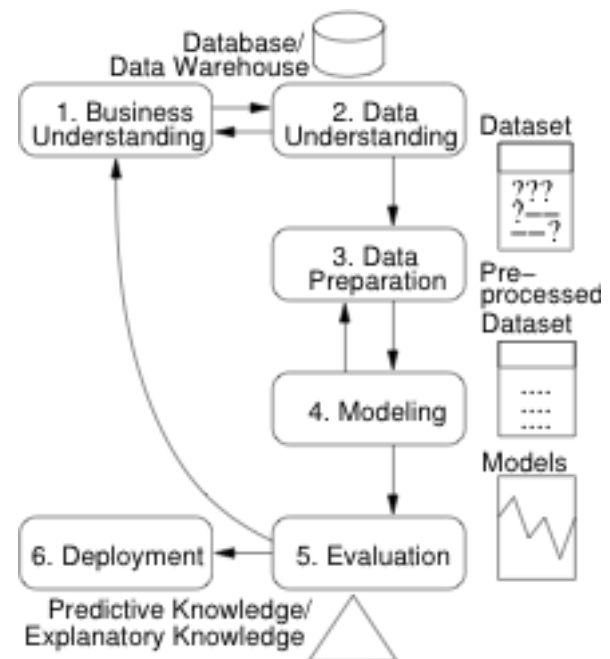 Database/
Data Warehouse
1. Business
Understanding
2. Data
Understanding
Dataset
???
?——
——?
3. Data
Preparation
Pre–
processed
Dataset
----
----
----
4. Modeling
Models
6. Deployment
5. Evaluation
Predictive Knowledge/
Explanatory Knowledge